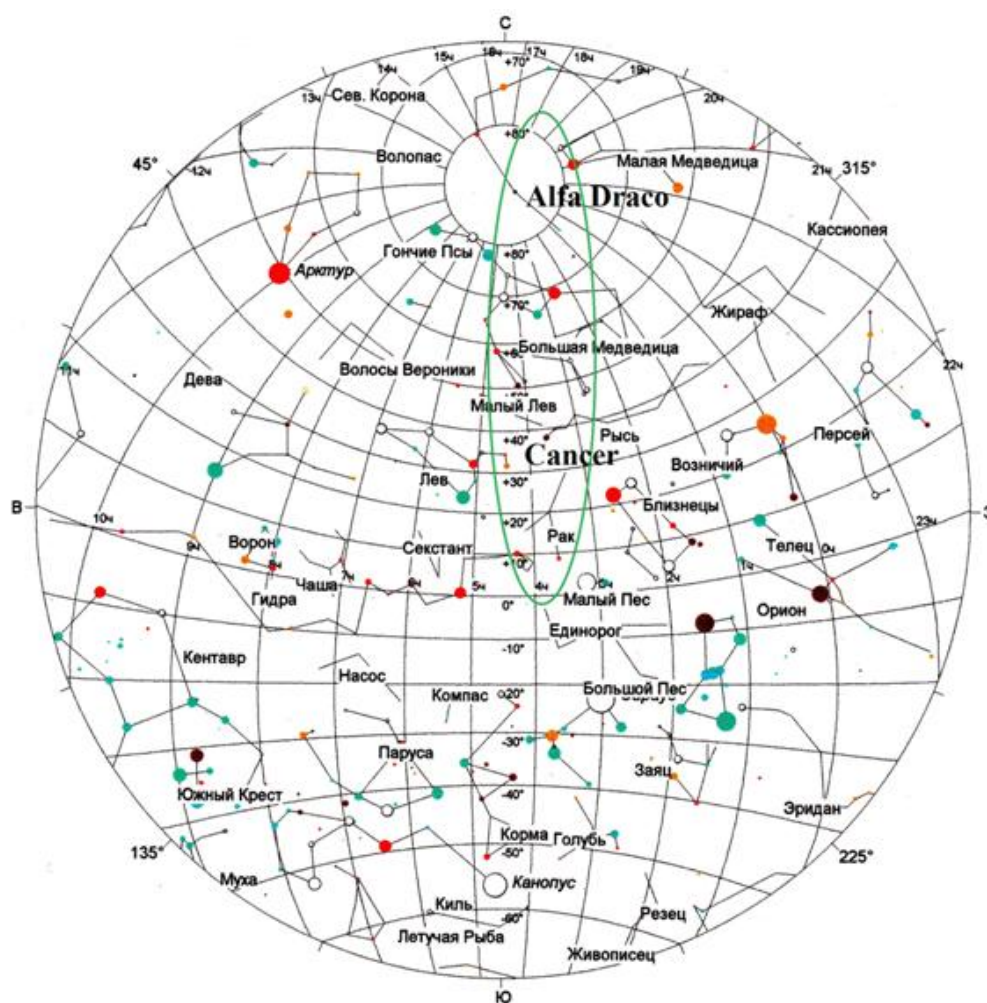 С
16ч 17ч
15ч +70° 18ч
14ч 19ч
13ч Сев. Корона 20ч
+80°
45° Волопас Малая Медведица 315°
12ч 21ч
Alfa Draco
Кассиопея
Гончие Псы +80°
Арктур
+70° Жираф
Большая Медведица
11ч Волосы Вероники 22ч
Дева
Малый Лев
+40° Рысь Персей
Cancer Возничий
Лев +30°
Близнецы
В +20° 23ч
10ч Рак Телец
9ч Ворон Секстант 0ч
8ч Чаша 7ч 6ч 5ч +10° 4ч 2ч 1ч
Гидра 0° Малый Пес Орион
Единорог
Кентавр -10°
Насос
Компас -20° Большой Пес
-30°
Паруса Заяц
Южный Крест -40°
Эридан
Корма Голубь
135° -50° 225°
Муха Канопус
Киль -60° Резец
Летучая Рыба
Живописец
Ю